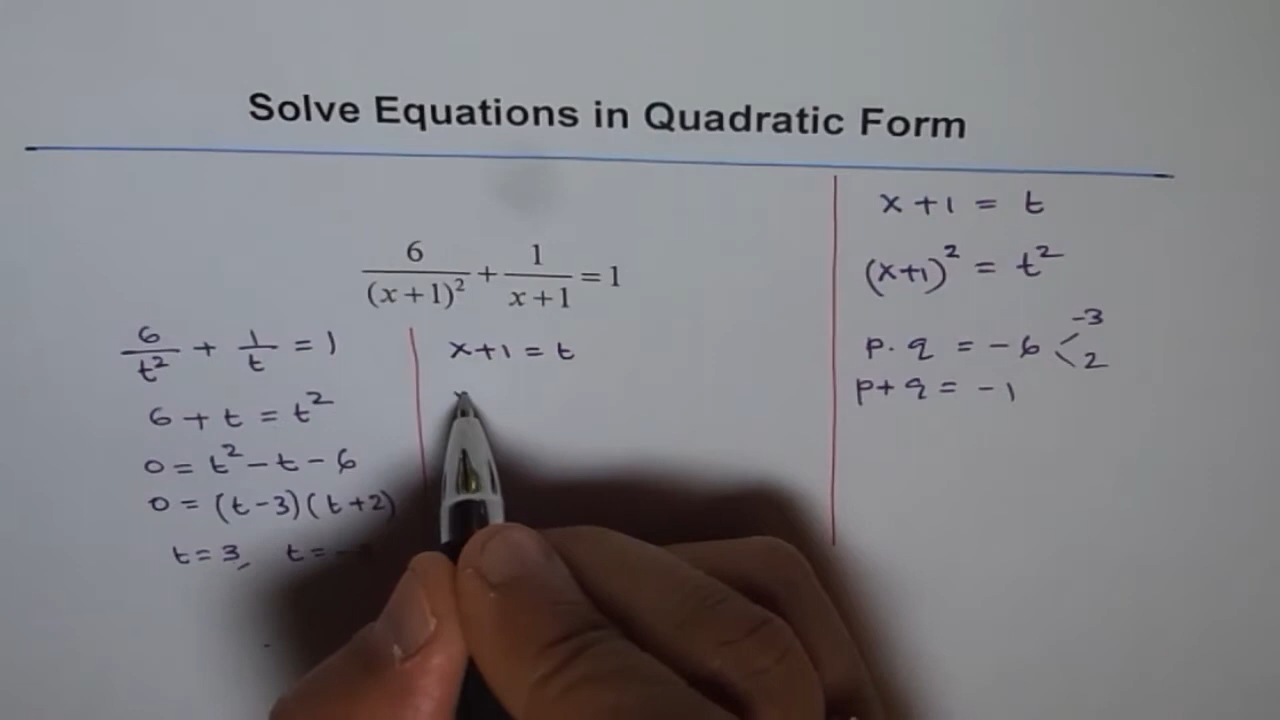 Solve Equations in Quadratic Form
6/(x+1)² + 1/(x+1) = 1
6/t² + 1/t = 1
6 + t = t²
0 = t² - t - 6
0 = (t - 3)(t + 2)
t = 3, t = -
x + 1 = t
x + 1 = t
(x+1)² = t²
p · q = -6 < -3
2
p + q = -1